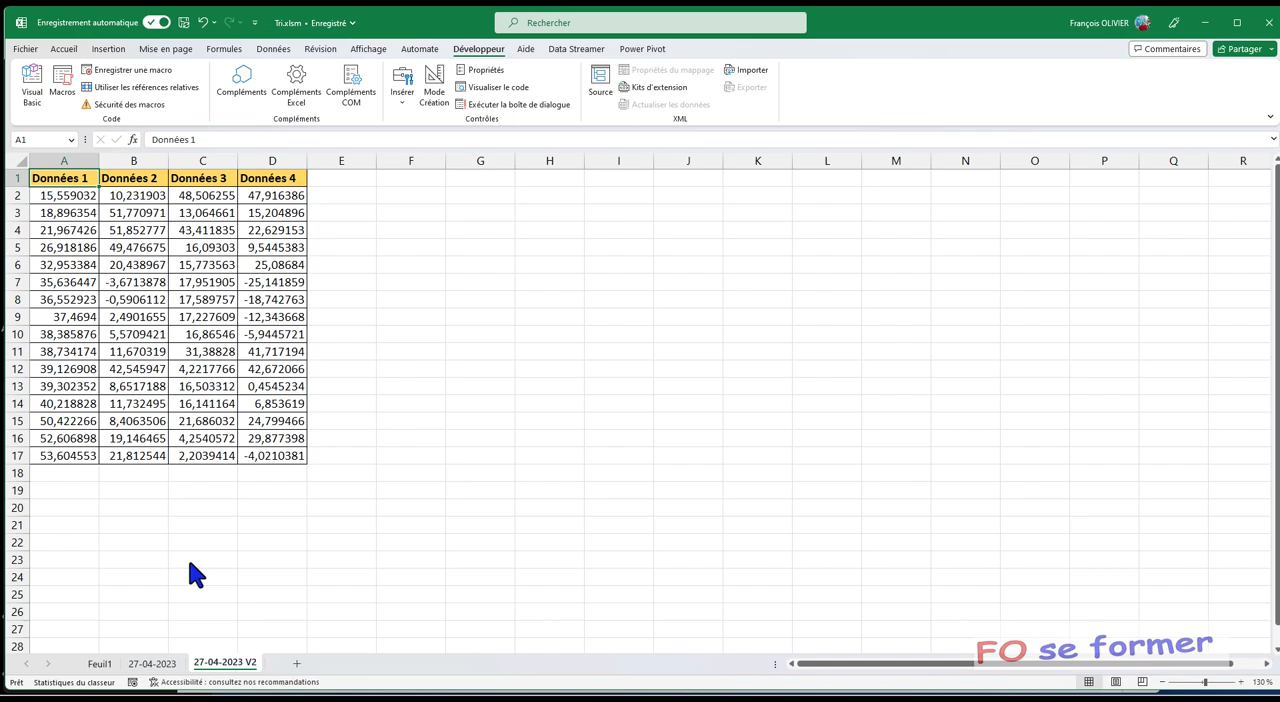 Enregistrement automatique Tri.xlsm • Enregistré Rechercher François OLIVIER
Fichier Accueil Insertion Mise en page Formules Données Révision Affichage Automate Développeur Aide Data Streamer Power Pivot Commentaires Partager
Visual Basic Macros Enregistrer une macro Utiliser les références relatives Sécurité des macros Code
Compléments Compléments Excel Compléments COM Compléments
Insérer Mode Création Propriétés Visualiser le code Exécuter la boîte de dialogue Contrôles
Source Propriétés du mappage Kits d'extension Actualiser les données Importer Exporter XML
A1 fx Données 1
A B C D E F G H I J K L M N O P Q R
1 Données 1 Données 2 Données 3 Données 4
2 15,559032 10,231903 48,506255 47,916386
3 18,896354 51,770971 13,064661 15,204896
4 21,967426 51,852777 43,411835 22,629153
5 26,918186 49,476675 16,09303 9,5445383
6 32,953384 20,438967 15,773563 25,08684
7 35,636447 -3,6713878 17,951905 -25,141859
8 36,552923 -0,5906112 17,589757 -18,742763
9 37,4694 2,4901655 17,227609 -12,343668
10 38,385876 5,5709421 16,86546 -5,9445721
11 38,734174 11,670319 31,38828 41,717194
12 39,126908 42,545947 4,2217766 42,672066
13 39,302352 8,6517188 16,503312 0,4545234
14 40,218828 11,732495 16,141164 6,853619
15 50,422266 8,4063506 21,686032 24,799466
16 52,606898 19,146465 4,2540572 29,877398
17 53,604553 21,812544 2,2039414 -4,0210381
18
19
20
21
22
23
24
25
26
27
28
FO se former
Feuil1 27-04-2023 27-04-2023 V2
Prêt Statistiques du classeur Accessibilité : consultez nos recommandations 130 %